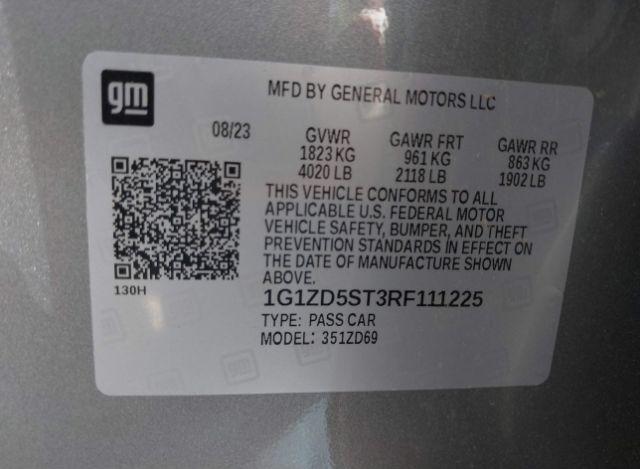 gm
MFD BY GENERAL MOTORS LLC
08/23
GVWR GAWR FRT GAWR RR
1823 KG 961 KG 863 KG
4020 LB 2118 LB 1902 LB
THIS VEHICLE CONFORMS TO ALL
APPLICABLE U.S. FEDERAL MOTOR
VEHICLE SAFETY, BUMPER, AND THEFT
PREVENTION STANDARDS IN EFFECT ON
THE DATE OF MANUFACTURE SHOWN
ABOVE.
130H
1G1ZD5ST3RF111225
TYPE: PASS CAR
MODEL: 351ZD69